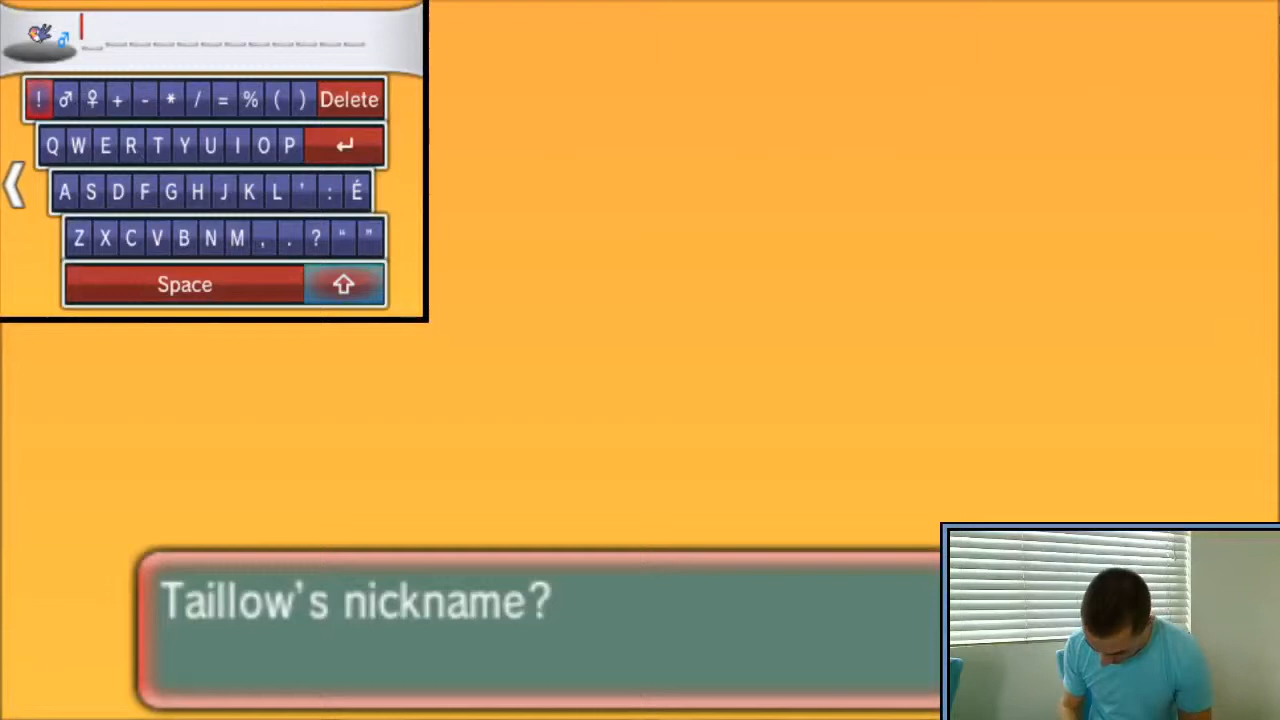 ! ♂ ♀ + - * / = % ( ) Delete
Q W E R T Y U I O P ↵
A S D F G H J K L ' : É
Z X C V B N M , . ? “ ”
Space
Taillow's nickname?